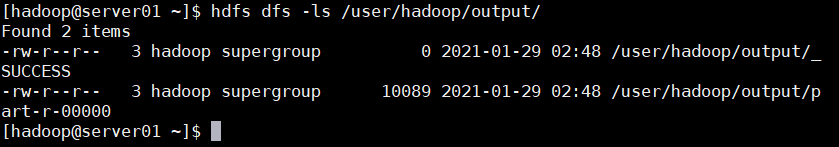 [hadoop@server01 ~]$ hdfs dfs -ls /user/hadoop/output/
Found 2 items
-rw-r--r--   3 hadoop supergroup          0 2021-01-29 02:48 /user/hadoop/output/_
SUCCESS
-rw-r--r--   3 hadoop supergroup      10089 2021-01-29 02:48 /user/hadoop/output/p
art-r-00000
[hadoop@server01 ~]$